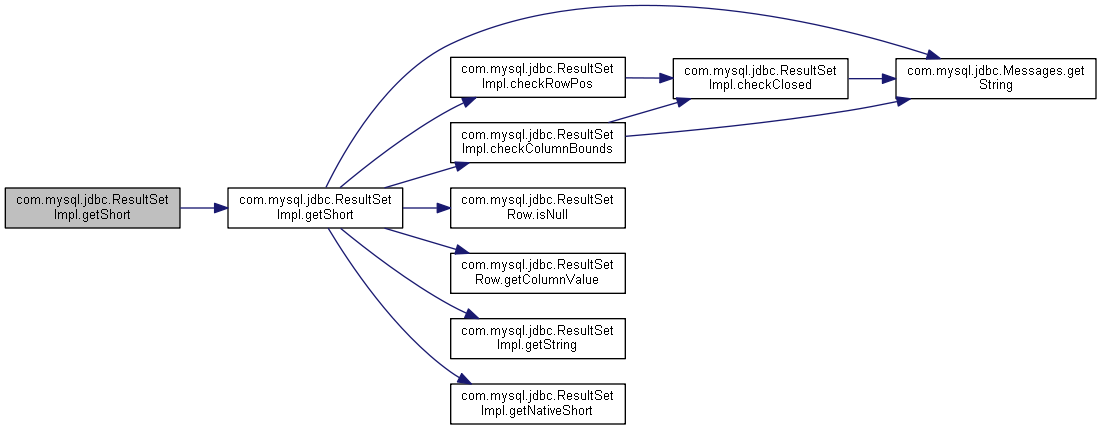 com.mysql.jdbc.ResultSet
Impl.getShort
com.mysql.jdbc.ResultSet
Impl.getShort
com.mysql.jdbc.ResultSet
Impl.checkRowPos
com.mysql.jdbc.ResultSet
Impl.checkColumnBounds
com.mysql.jdbc.ResultSet
Row.isNull
com.mysql.jdbc.ResultSet
Row.getColumnValue
com.mysql.jdbc.ResultSet
Impl.getString
com.mysql.jdbc.ResultSet
Impl.getNativeShort
com.mysql.jdbc.ResultSet
Impl.checkClosed
com.mysql.jdbc.Messages.get
String